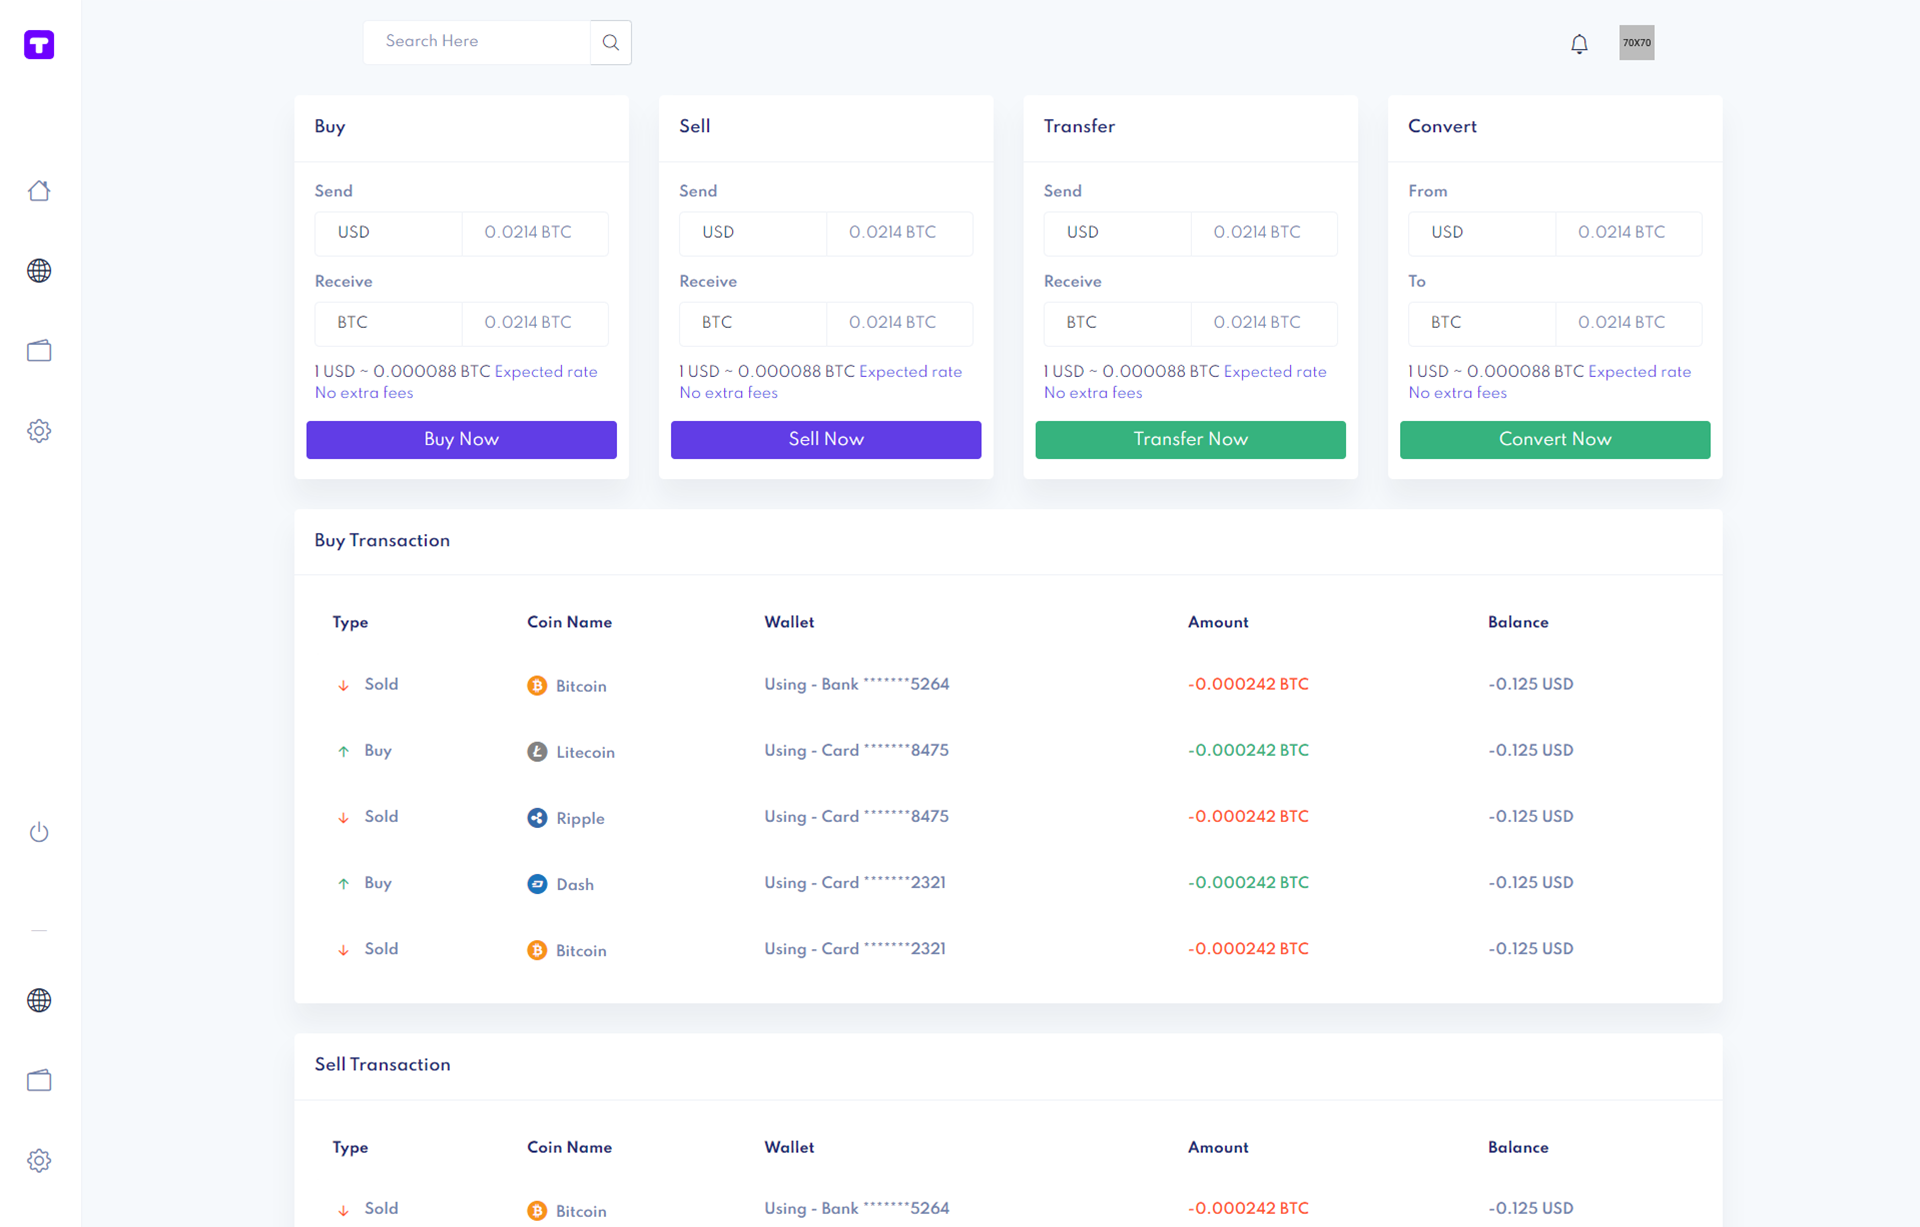 T
Search Here
70X70
Buy
Sell
Transfer
Convert
Send
Send
Send
From
USD 0.0214 BTC
USD 0.0214 BTC
USD 0.0214 BTC
USD 0.0214 BTC
Receive
Receive
Receive
To
BTC 0.0214 BTC
BTC 0.0214 BTC
BTC 0.0214 BTC
BTC 0.0214 BTC
1 USD ~ 0.000088 BTC Expected rate
No extra fees
1 USD ~ 0.000088 BTC Expected rate
No extra fees
1 USD ~ 0.000088 BTC Expected rate
No extra fees
1 USD ~ 0.000088 BTC Expected rate
No extra fees
Buy Now
Sell Now
Transfer Now
Convert Now
Buy Transaction
Type Coin Name Wallet Amount Balance
Sold Bitcoin Using - Bank *******5264 -0.000242 BTC -0.125 USD
Buy Litecoin Using - Card *******8475 -0.000242 BTC -0.125 USD
Sold Ripple Using - Card *******8475 -0.000242 BTC -0.125 USD
Buy Dash Using - Card *******2321 -0.000242 BTC -0.125 USD
Sold Bitcoin Using - Card *******2321 -0.000242 BTC -0.125 USD
Sell Transaction
Type Coin Name Wallet Amount Balance
Sold Bitcoin Using - Bank *******5264 -0.000242 BTC -0.125 USD